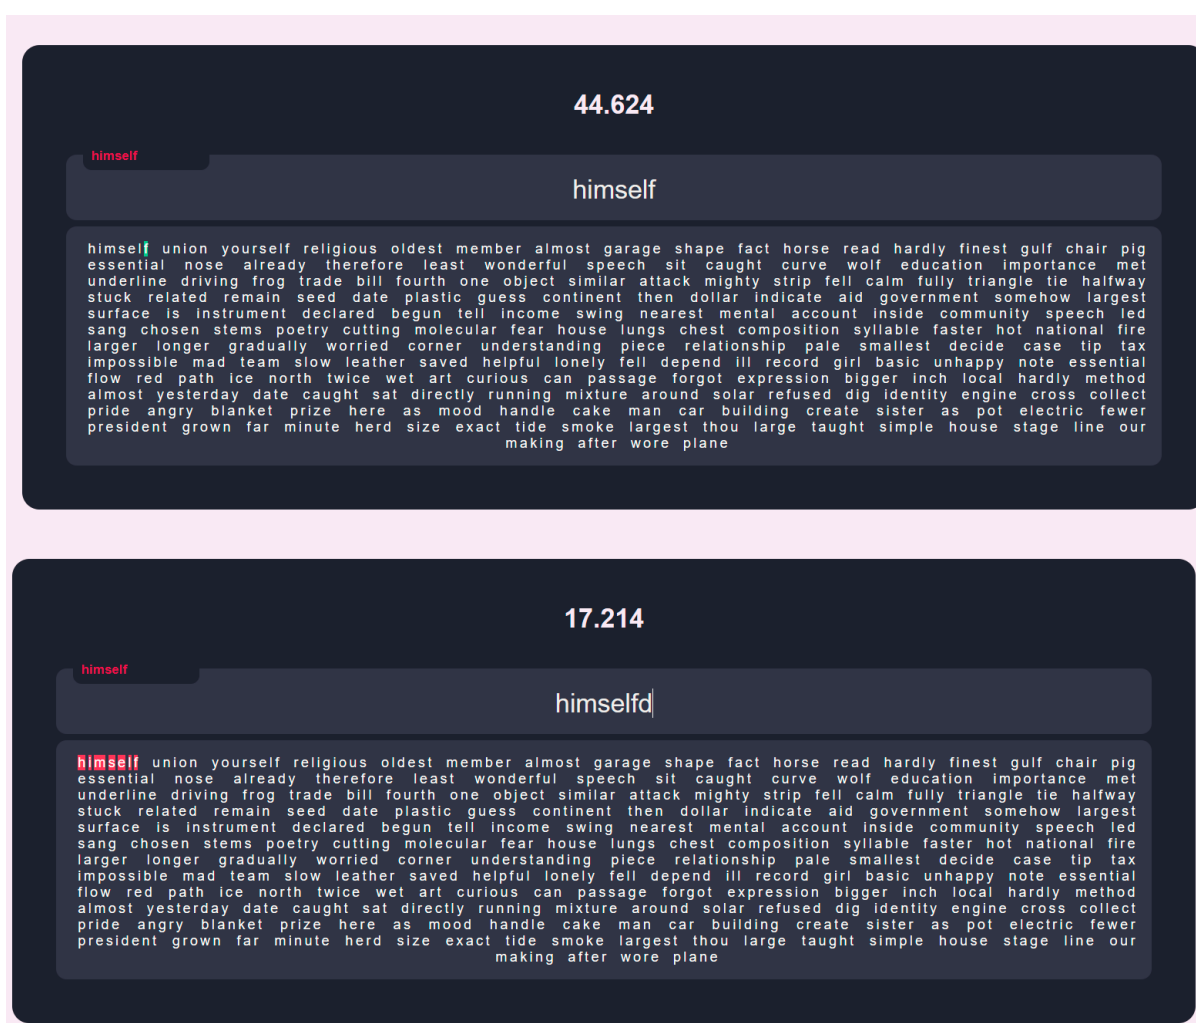 44.624
himself
himself
himself union yourself religious oldest member almost garage shape fact horse read hardly finest gulf chair pig
essential nose already therefore least wonderful speech sit caught curve wolf education importance met
underline driving frog trade bill fourth one object similar attack mighty strip fell calm fully triangle tie halfway
stuck related remain seed date plastic guess continent then dollar indicate aid government somehow largest
surface is instrument declared begun tell income swing nearest mental account inside community speech led
sang chosen stems poetry cutting molecular fear house lungs chest composition syllable faster hot national fire
larger longer gradually worried corner understanding piece relationship pale smallest decide case tip tax
impossible mad team slow leather saved helpful lonely fell depend ill record girl basic unhappy note essential
flow red path ice north twice wet art curious can passage forgot expression bigger inch local hardly method
almost yesterday date caught sat directly running mixture around solar refused dig identity engine cross collect
pride angry blanket prize here as mood handle cake man car building create sister as pot electric fewer
president grown far minute herd size exact tide smoke largest thou large taught simple house stage line our
making after wore plane
17.214
himself
himselfd
himself union yourself religious oldest member almost garage shape fact horse read hardly finest gulf chair pig
essential nose already therefore least wonderful speech sit caught curve wolf education importance met
underline driving frog trade bill fourth one object similar attack mighty strip fell calm fully triangle tie halfway
stuck related remain seed date plastic guess continent then dollar indicate aid government somehow largest
surface is instrument declared begun tell income swing nearest mental account inside community speech led
sang chosen stems poetry cutting molecular fear house lungs chest composition syllable faster hot national fire
larger longer gradually worried corner understanding piece relationship pale smallest decide case tip tax
impossible mad team slow leather saved helpful lonely fell depend ill record girl basic unhappy note essential
flow red path ice north twice wet art curious can passage forgot expression bigger inch local hardly method
almost yesterday date caught sat directly running mixture around solar refused dig identity engine cross collect
pride angry blanket prize here as mood handle cake man car building create sister as pot electric fewer
president grown far minute herd size exact tide smoke largest thou large taught simple house stage line our
making after wore plane